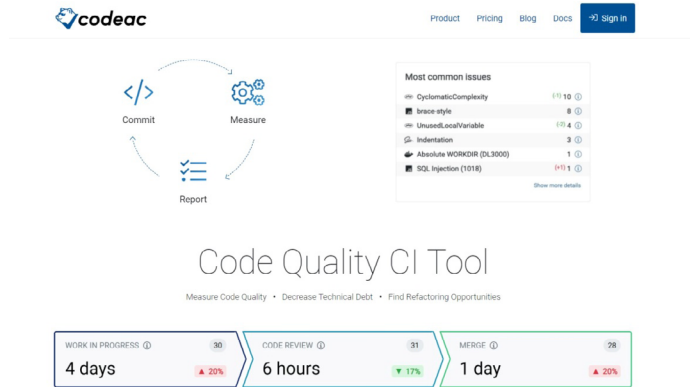 codeac
Product Pricing Blog Docs Sign in
Commit
Measure
Report
Most common issues
CyclomaticComplexity (-1) 10
brace-style 8
UnusedLocalVariable (-2) 4
Indentation 3
Absolute WORKDIR (DL3000) 1
SQL Injection (1018) (+1) 1
Show more details
Code Quality CI Tool
Measure Code Quality • Decrease Technical Debt • Find Refactoring Opportunities
WORK IN PROGRESS 30
4 days ▲ 20%
CODE REVIEW 31
6 hours ▼ 17%
MERGE 28
1 day ▲ 20%